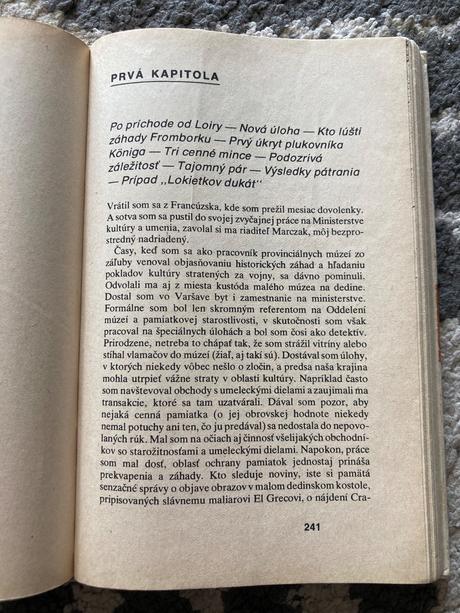 PRVÁ KAPITOLA
Po príchode od Loiry — Nová úloha — Kto lúšti
záhady Fromborku — Prvý úkryt plukovníka
Königa — Tri cenné mince — Podozrivá
záležitosť — Tajomný pár — Výsledky pátrania
— Prípad „Lokietkov dukát“
Vrátil som sa z Francúzska, kde som prežil mesiac dovolenky.
A sotva som sa pustil do svojej zvyčajnej práce na Ministerstve
kultúry a umenia, zavolal si ma riaditeľ Marczak, môj bezpro-
stredný nadriadený.
Časy, keď som sa ako pracovník provinciálnych múzeí zo
záľuby venoval objasňovaniu historických záhad a hľadaniu
pokladov kultúry stratených za vojny, sa dávno pominuli.
Odvolali ma aj z miesta kustóda malého múzea na dedine.
Dostal som vo Varšave byt i zamestnanie na ministerstve.
Formálne som bol len skromným referentom na Oddelení
múzeí a pamiatkovej starostlivosti, v skutočnosti som však
pracoval na špeciálnych úlohách a bol som čosi ako detektív.
Prirodzene, netreba to chápať tak, že som strážil vitríny alebo
stíhal vlamačov do múzeí (žiaľ, aj takí sú). Dostával som úlohy,
v ktorých niekedy vôbec nešlo o zločin, a predsa naša krajina
mohla utrpieť vážne straty v oblasti kultúry. Napríklad často
som navštevoval obchody s umeleckými dielami a zaujímali ma
transakcie, ktoré sa tam uzatvárali. Dával som pozor, aby
nejaká cenná pamiatka (o jej obrovskej hodnote niekedy
nemal potuchy ani ten, čo ju predával) sa nedostala do nepovo-
laných rúk. Mal som na očiach aj činnosť všelijakých obchodní-
kov so starožitnosťami a umeleckými dielami. Napokon, práce
som mal dosť, oblasť ochrany pamiatok jednostaj prináša
prekvapenia a záhady. Kto sleduje noviny, iste si pamätá
senzačné správy o objave obrazov v malom dedinskom kostole,
pripisovaných slávnemu maliarovi El Grecovi, o nájdení Cra-
241